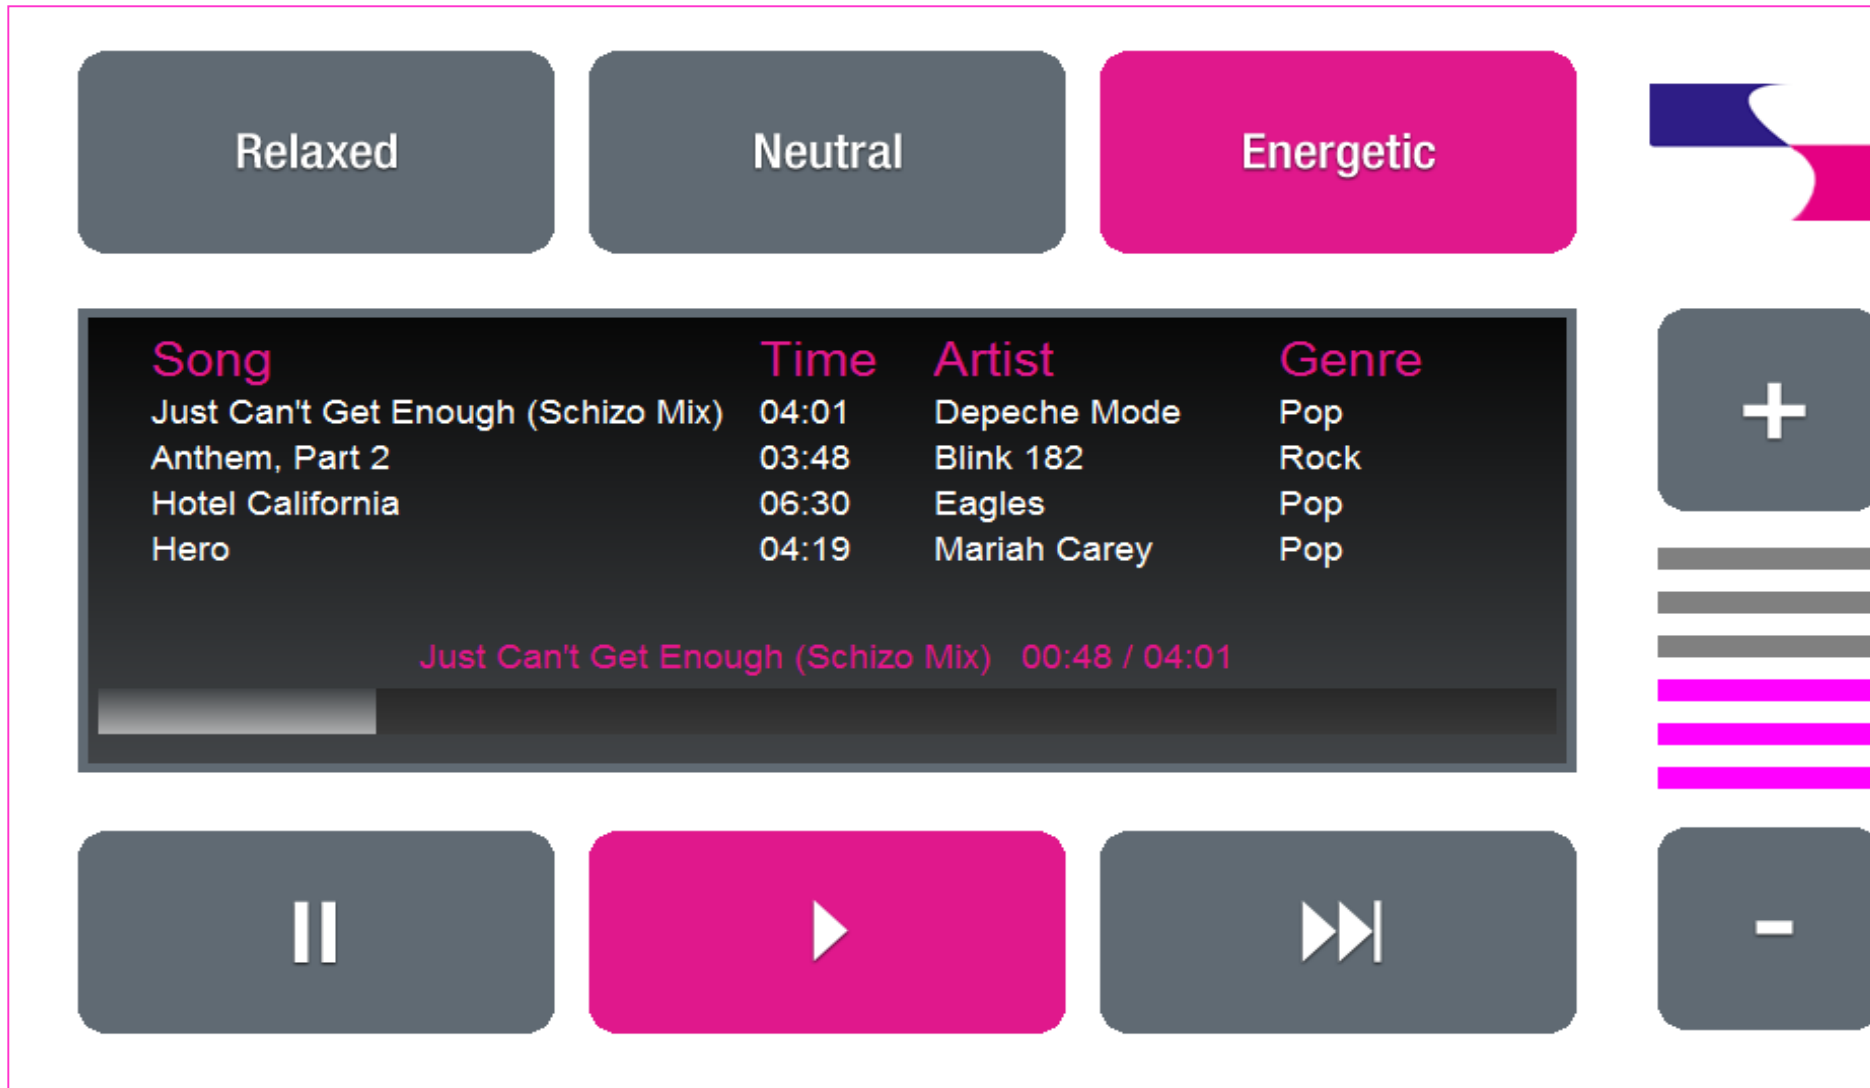 Relaxed Neutral Energetic
Song Time Artist Genre
Just Can't Get Enough (Schizo Mix) 04:01 Depeche Mode Pop
Anthem, Part 2 03:48 Blink 182 Rock
Hotel California 06:30 Eagles Pop
Hero 04:19 Mariah Carey Pop
Just Can't Get Enough (Schizo Mix) 00:48 / 04:01
+
-